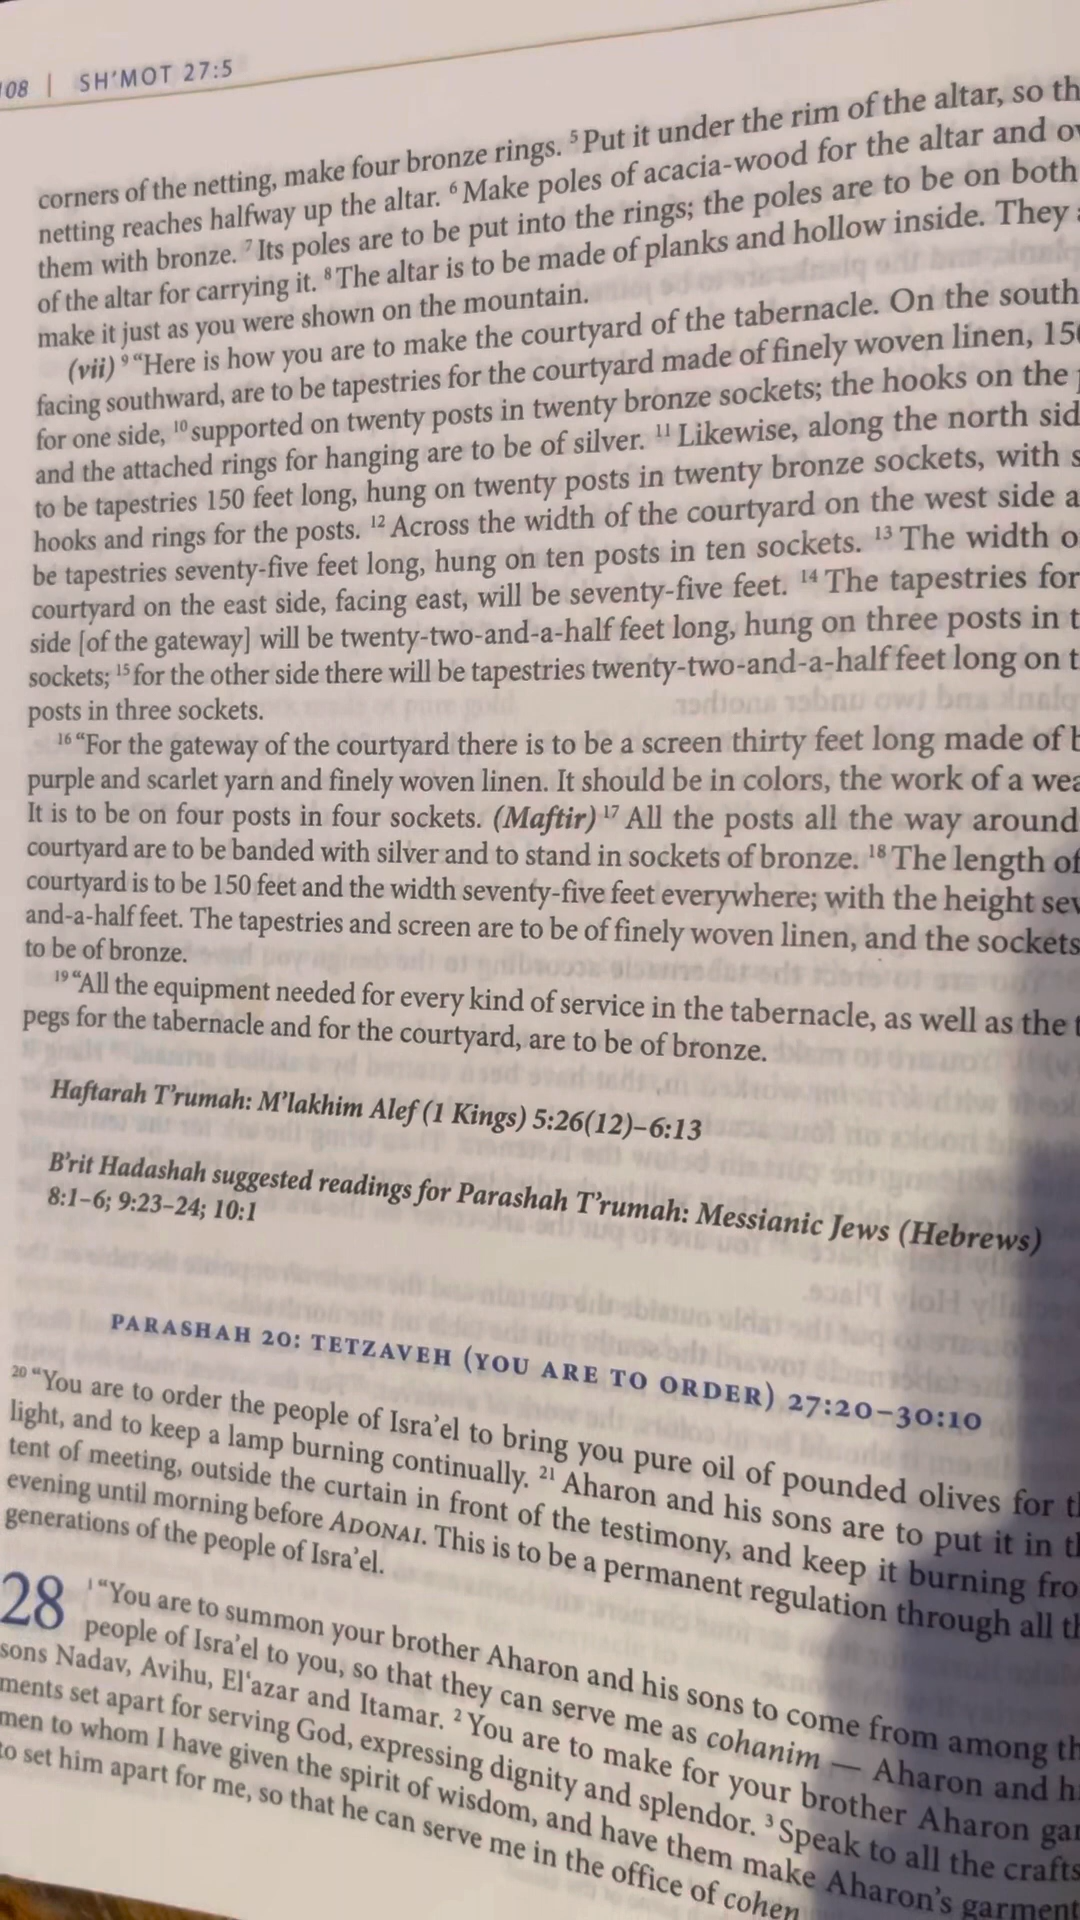 108 | SH'MOT 27:5
corners of the netting, make four bronze rings. ⁵ Put it under the rim of the altar, so
netting reaches halfway up the altar. ⁶ Make poles of acacia-wood for the altar and
them with bronze. ⁷ Its poles are to be put into the rings; the poles are to be on both
of the altar for carrying it. ⁸ The altar is to be made of planks and hollow inside. They
make it just as you were shown on the mountain.
(vii) ⁹ “Here is how you are to make the courtyard of the tabernacle. On the south
facing southward, are to be tapestries for the courtyard made of finely woven linen,
for one side, ¹⁰ supported on twenty posts in twenty bronze sockets; the hooks on the
and the attached rings for hanging are to be of silver. ¹¹ Likewise, along the north
to be tapestries 150 feet long, hung on twenty posts in twenty bronze sockets, with
hooks and rings for the posts. ¹² Across the width of the courtyard on the west side
be tapestries seventy-five feet long, hung on ten posts in ten sockets. ¹³ The width
courtyard on the east side, facing east, will be seventy-five feet. ¹⁴ The tapestries for
side [of the gateway] will be twenty-two-and-a-half feet long, hung on three posts in
sockets; ¹⁵ for the other side there will be tapestries twenty-two-and-a-half feet long on
posts in three sockets.
¹⁶ “For the gateway of the courtyard there is to be a screen thirty feet long made of
purple and scarlet yarn and finely woven linen. It should be in colors, the work of a
It is to be on four posts in four sockets. (Maftir) ¹⁷ All the posts all the way around
courtyard are to be banded with silver and to stand in sockets of bronze. ¹⁸ The length of
courtyard is to be 150 feet and the width seventy-five feet everywhere; with the height
and-a-half feet. The tapestries and screen are to be of finely woven linen, and the sockets
to be of bronze.
¹⁹ “All the equipment needed for every kind of service in the tabernacle, as well as the
pegs for the tabernacle and for the courtyard, are to be of bronze.
Haftarah T'rumah: M'lakhim Alef (1 Kings) 5:26(12)–6:13
B'rit Hadashah suggested readings for Parashah T'rumah: Messianic Jews (Hebrews)
8:1–6; 9:23–24; 10:1
PARASHAH 20: TETZAVEH (YOU ARE TO ORDER) 27:20–30:10
²⁰ “You are to order the people of Isra'el to bring you pure oil of pounded olives for
light, and to keep a lamp burning continually. ²¹ Aharon and his sons are to put it in
tent of meeting, outside the curtain in front of the testimony, and keep it burning
evening until morning before ADONAI. This is to be a permanent regulation through all
generations of the people of Isra'el.
28 ¹ “You are to summon your brother Aharon and his sons to come from among
people of Isra'el to you, so that they can serve me as cohanim — Aharon and
sons Nadav, Avihu, El'azar and Itamar. ² You are to make for your brother Aharon
ments set apart for serving God, expressing dignity and splendor. ³ Speak to all the
men to whom I have given the spirit of wisdom, and have them make Aharon's
to set him apart for me, so that he can serve me in the office of cohen